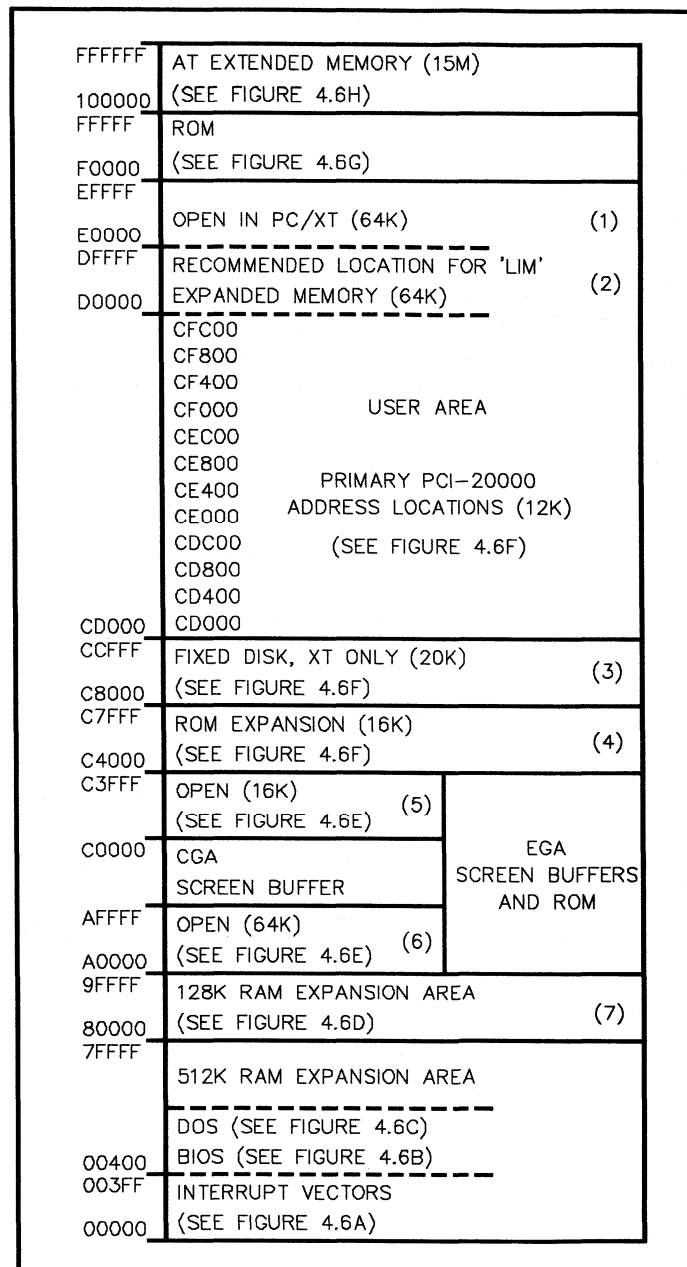 FFFFFF
AT EXTENDED MEMORY (15M)
100000
(SEE FIGURE 4.6H)
FFFFF
ROM
F0000
(SEE FIGURE 4.6G)
EFFFF
OPEN IN PC/XT (64K) (1)
E0000
DFFFF
RECOMMENDED LOCATION FOR 'LIM'
EXPANDED MEMORY (64K) (2)
D0000
CFC00
CF800
CF400
CF000 USER AREA
CEC00
CE800
PRIMARY PCI-20000
CE400
ADDRESS LOCATIONS (12K)
CE000
CDC00 (SEE FIGURE 4.6F)
CD800
CD400
CD000 CD000
CCFFF
FIXED DISK, XT ONLY (20K) (3)
C8000 (SEE FIGURE 4.6F)
C7FFF
ROM EXPANSION (16K) (4)
C4000 (SEE FIGURE 4.6F)
C3FFF
OPEN (16K) (5)
(SEE FIGURE 4.6E)
C0000
CGA
SCREEN BUFFER
EGA
SCREEN BUFFERS
AND ROM
AFFFF
OPEN (64K) (6)
A0000 (SEE FIGURE 4.6E)
9FFFF
128K RAM EXPANSION AREA (7)
80000 (SEE FIGURE 4.6D)
7FFFF
512K RAM EXPANSION AREA
DOS (SEE FIGURE 4.6C)
00400 BIOS (SEE FIGURE 4.6B)
003FF
INTERRUPT VECTORS
00000 (SEE FIGURE 4.6A)